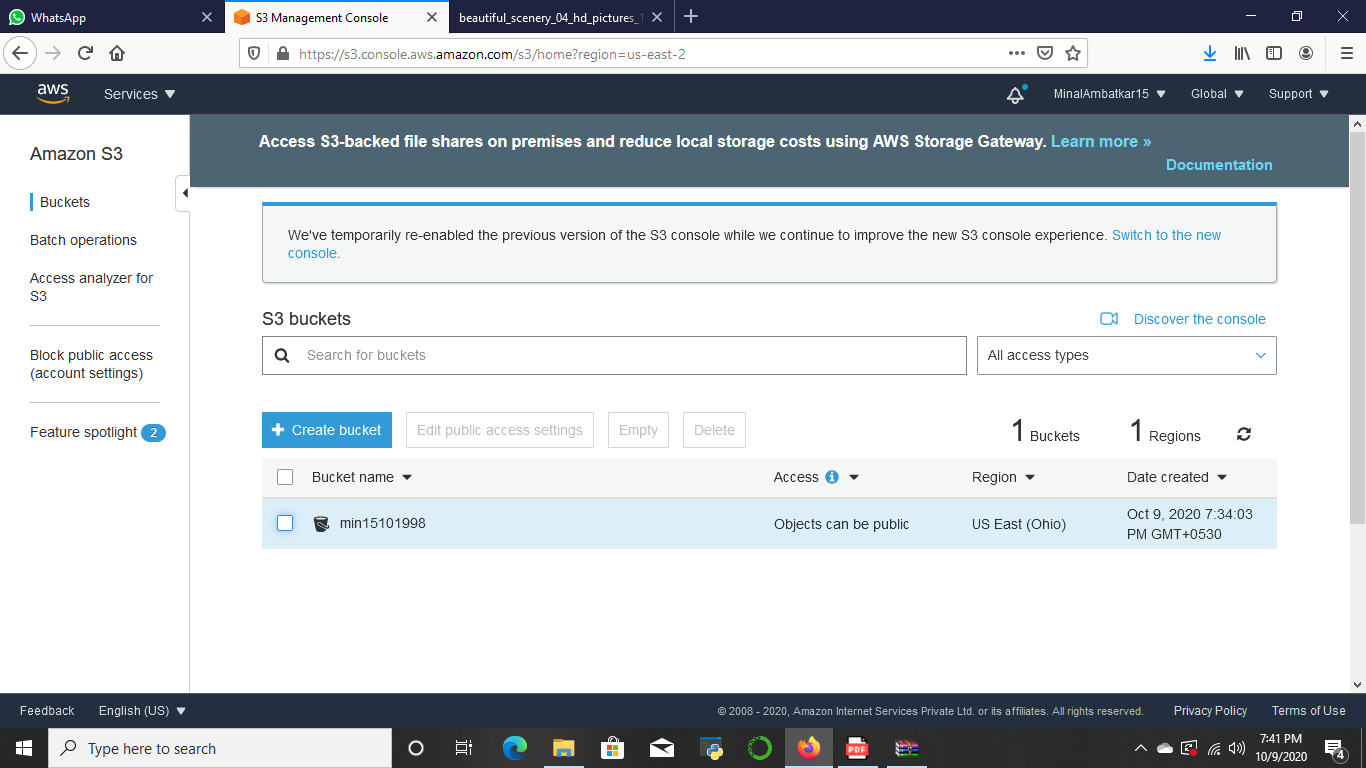 WhatsApp
S3 Management Console
beautiful_scenery_04_hd_pictures_
https://s3.console.aws.amazon.com/s3/home?region=us-east-2
aws
Services
MinalAmbatkar15
Global
Support
Amazon S3
Buckets
Batch operations
Access analyzer for
S3
Block public access
(account settings)
Feature spotlight 2
Access S3-backed file shares on premises and reduce local storage costs using AWS Storage Gateway. Learn more »
Documentation
We've temporarily re-enabled the previous version of the S3 console while we continue to improve the new S3 console experience. Switch to the new
console.
S3 buckets
Discover the console
Search for buckets
All access types
Create bucket
Edit public access settings
Empty
Delete
1 Buckets
1 Regions
Bucket name
Access
Region
Date created
min15101998
Objects can be public
US East (Ohio)
Oct 9, 2020 7:34:03
PM GMT+0530
Feedback
English (US)
© 2008 - 2020, Amazon Internet Services Private Ltd. or its affiliates. All rights reserved.
Privacy Policy
Terms of Use
Type here to search
PDF
7:41 PM
10/9/2020
4